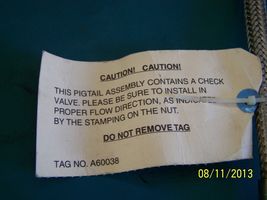 CAUTION! CAUTION!
THIS PIGTAIL ASSEMBLY CONTAINS A CHECK
VALVE. PLEASE BE SURE TO INSTALL IN
PROPER FLOW DIRECTION, AS INDICA
BY THE STAMPING ON THE NUT.
DO NOT REMOVE TAG
TAG NO. A60038
08/11/2013